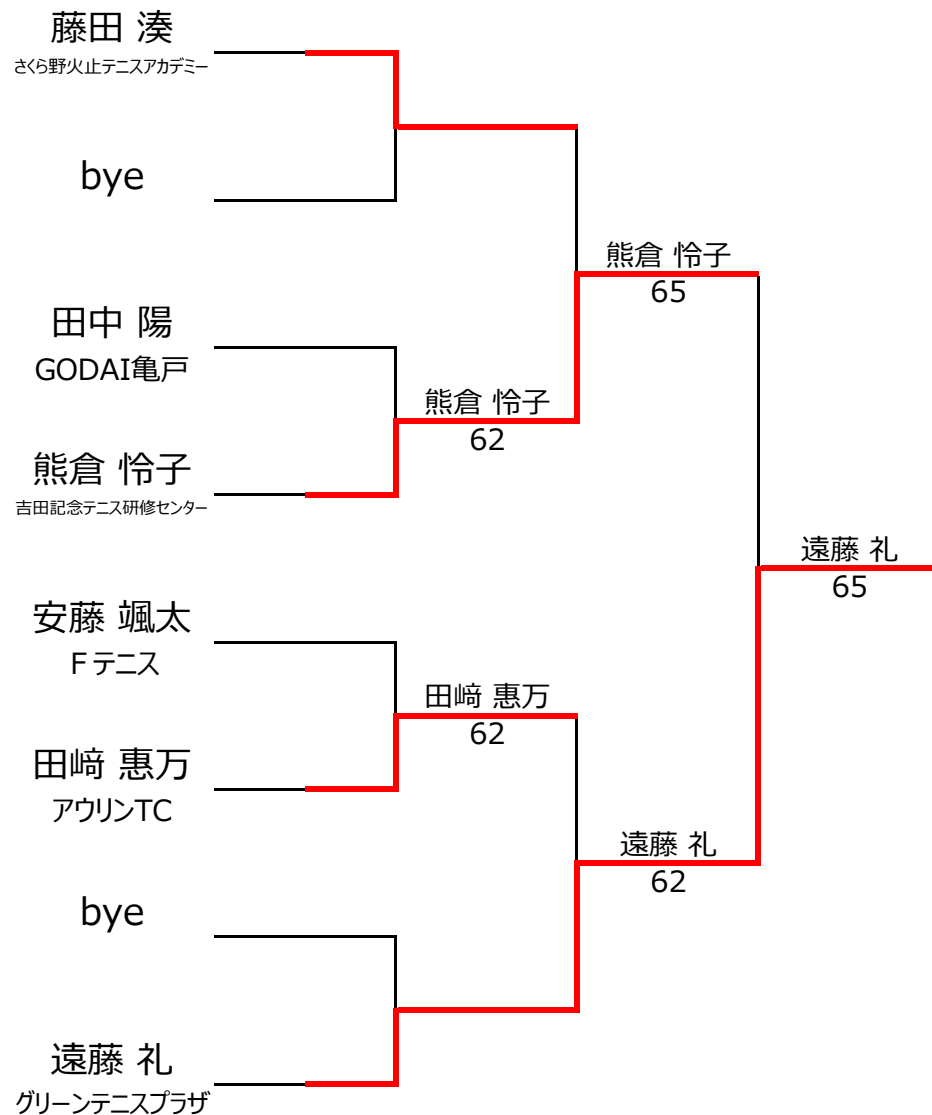 藤田 湊
さくら野火止テニスアカデミー
bye
田中 陽
GODAI亀戸
熊倉 怜子
吉田記念テニス研修センター
安藤 颯太
Fテニス
田﨑 惠万
アウリンTC
bye
遠藤 礼
グリーンテニスプラザ
熊倉 怜子
62
田﨑 惠万
62
熊倉 怜子
65
遠藤 礼
62
遠藤 礼
65